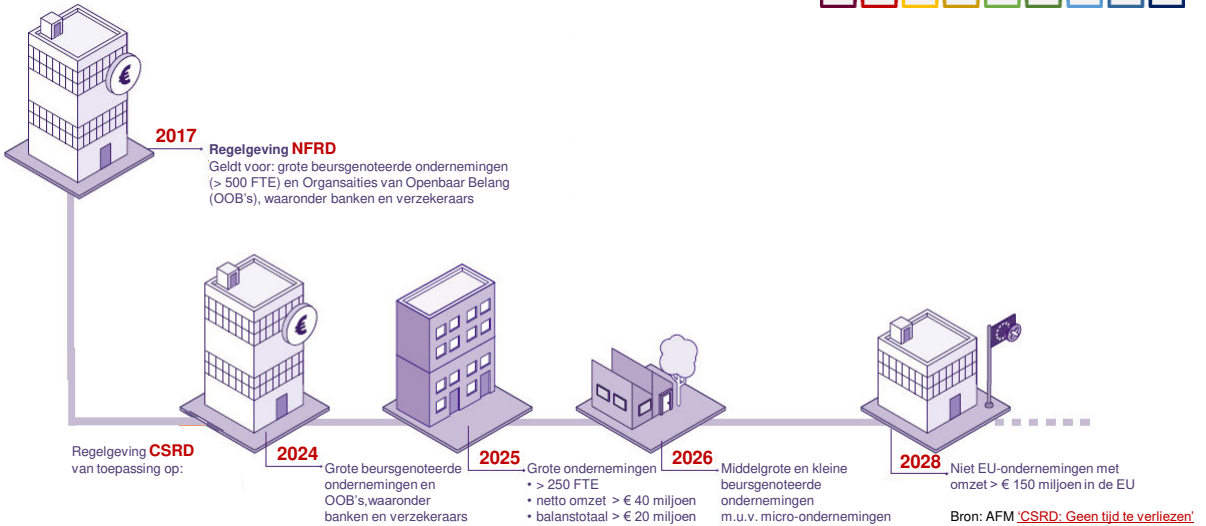 2017
Regelgeving NFRD
Geldt voor: grote beursgenoteerde ondernemingen
(> 500 FTE) en Organsaities van Openbaar Belang
(OOB's), waaronder banken en verzekeraars
Regelgeving CSRD
van toepassing op:
2024
Grote beursgenoteerde
ondernemingen en
OOB's,waaronder
banken en verzekeraars
2025
Grote ondernemingen
• > 250 FTE
• netto omzet > € 40 miljoen
• balanstotaal > € 20 miljoen
2026
Middelgrote en kleine
beursgenoteerde
ondernemingen
m.u.v. micro-ondernemingen
2028
Niet EU-ondernemingen met
omzet > € 150 miljoen in de EU
Bron: AFM 'CSRD: Geen tijd te verliezen'